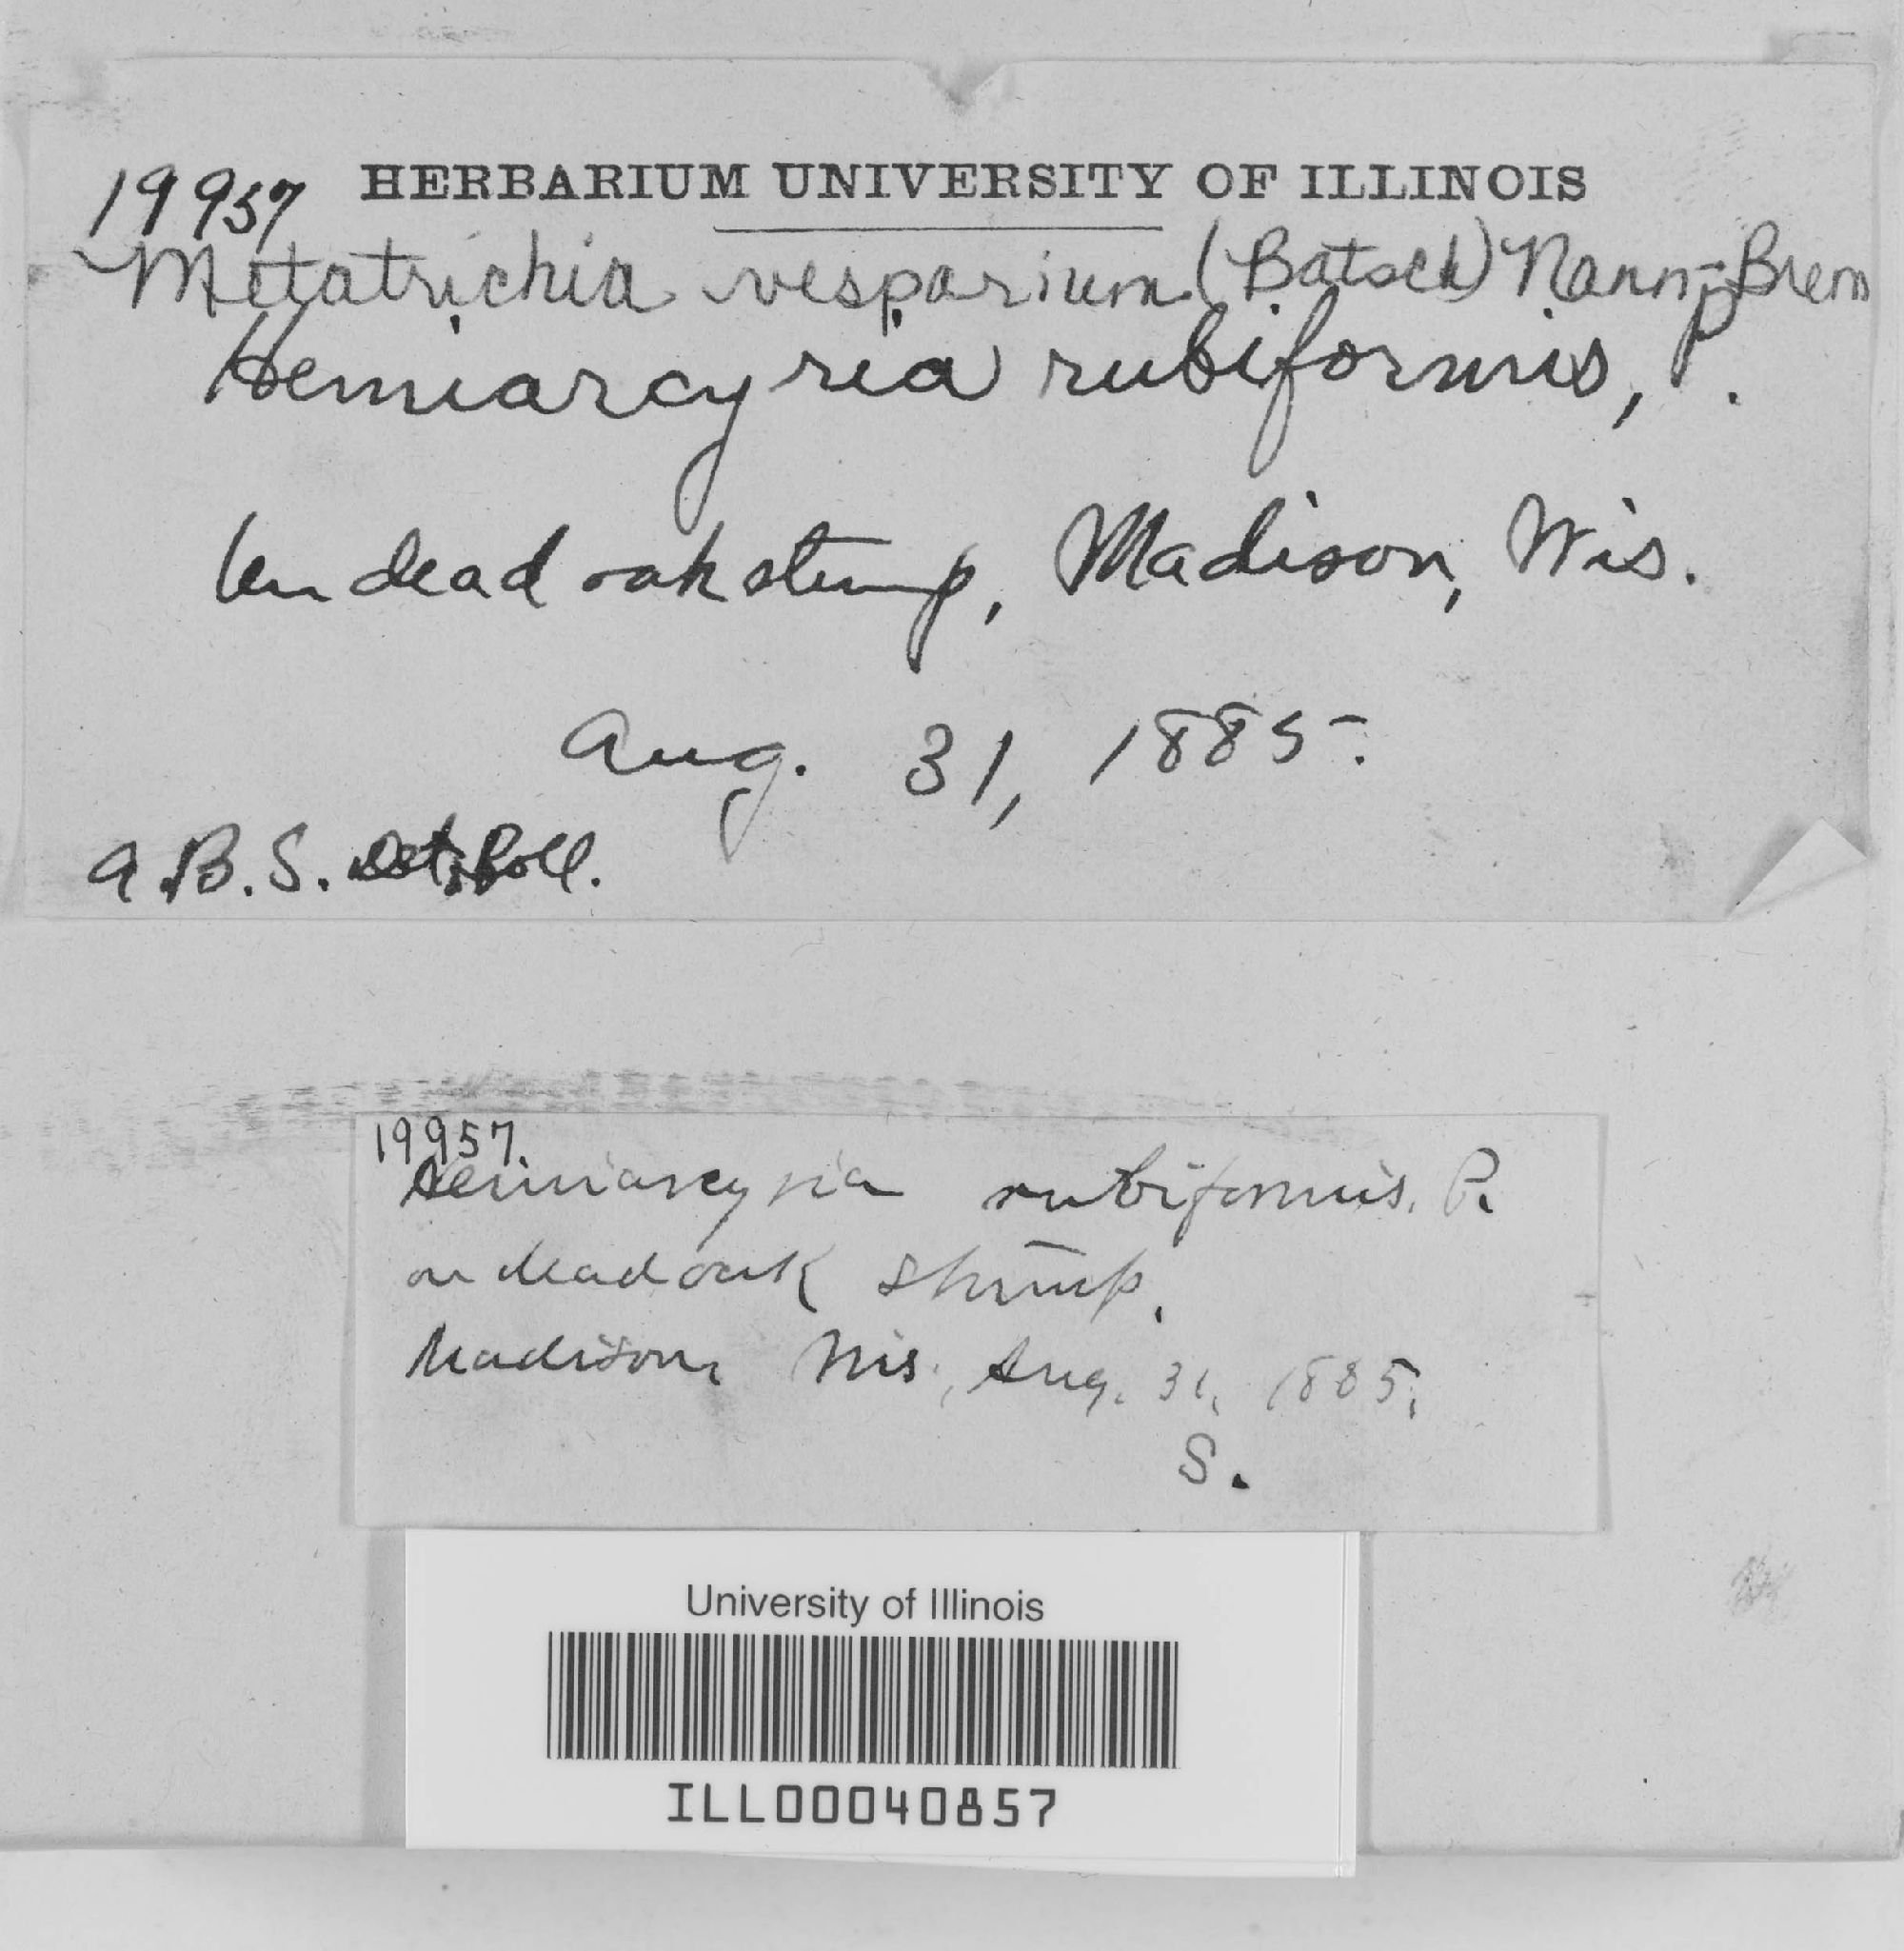 19957 HERBARIUM UNIVERSITY OF ILLINOIS
Metatrichia vesparium (Batsch) Nann-Brem
Hemiarcyria rubiformis, P.
On dead oak stump, Madison, Wis.
Aug. 31, 1885.
A.B.S. Coll.
19957.
Hemiarcyria rubiformis. P.
on dead oak stump.
Madison, Wis., Aug. 31, 1885.
S.
University of Illinois
ILL00040857